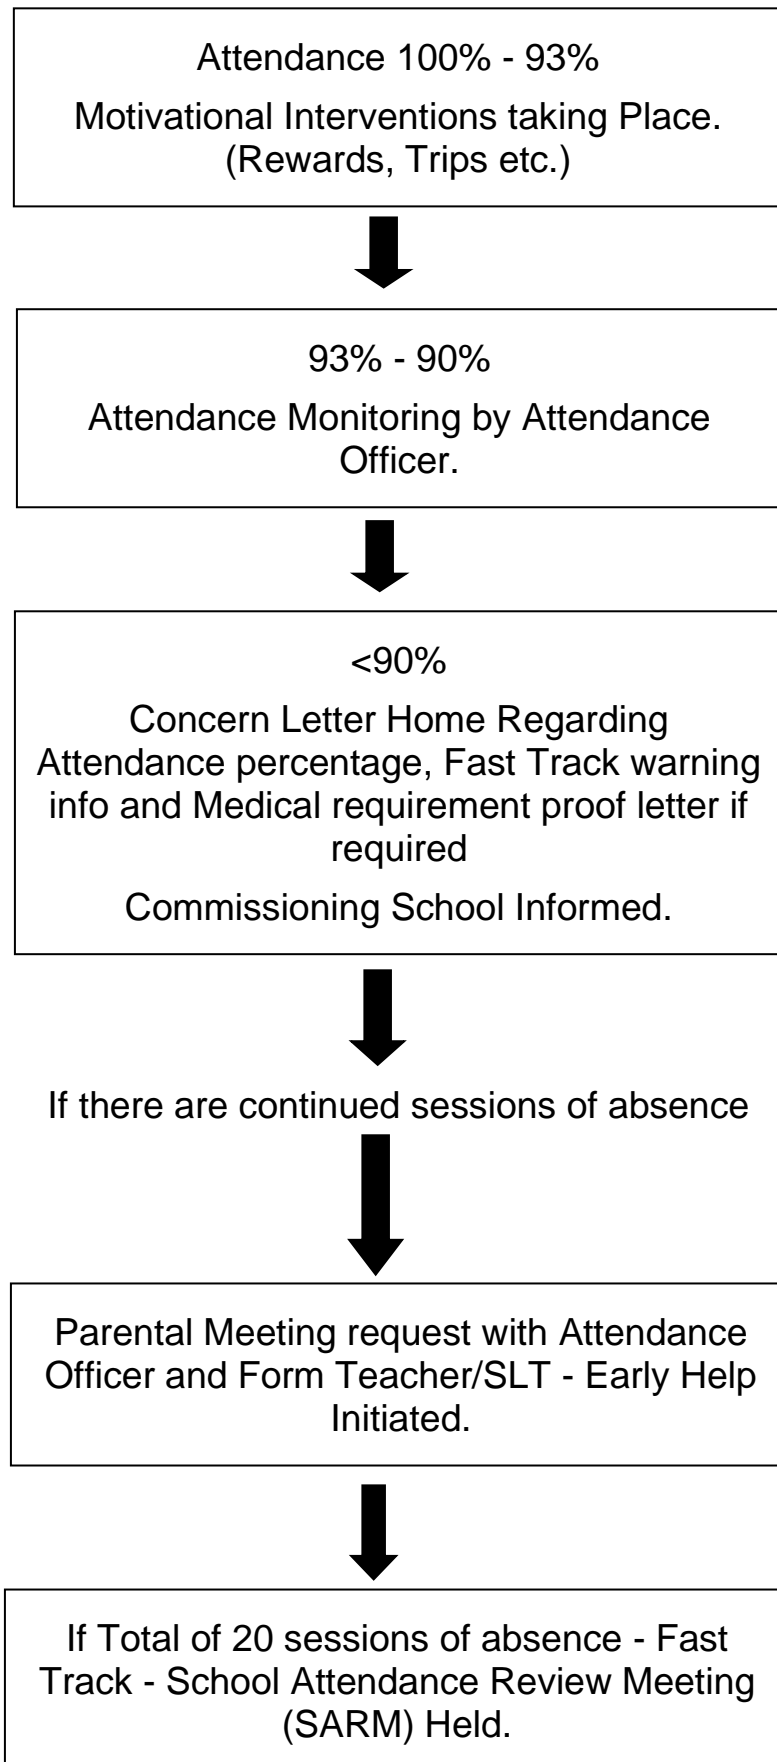 Attendance 100% - 93%
Motivational Interventions taking Place.
(Rewards, Trips etc.)
93% - 90%
Attendance Monitoring by Attendance
Officer.
<90%
Concern Letter Home Regarding
Attendance percentage, Fast Track warning
info and Medical requirement proof letter if
required
Commissioning School Informed.
If there are continued sessions of absence
Parental Meeting request with Attendance
Officer and Form Teacher/SLT - Early Help
Initiated.
If Total of 20 sessions of absence - Fast
Track - School Attendance Review Meeting
(SARM) Held.